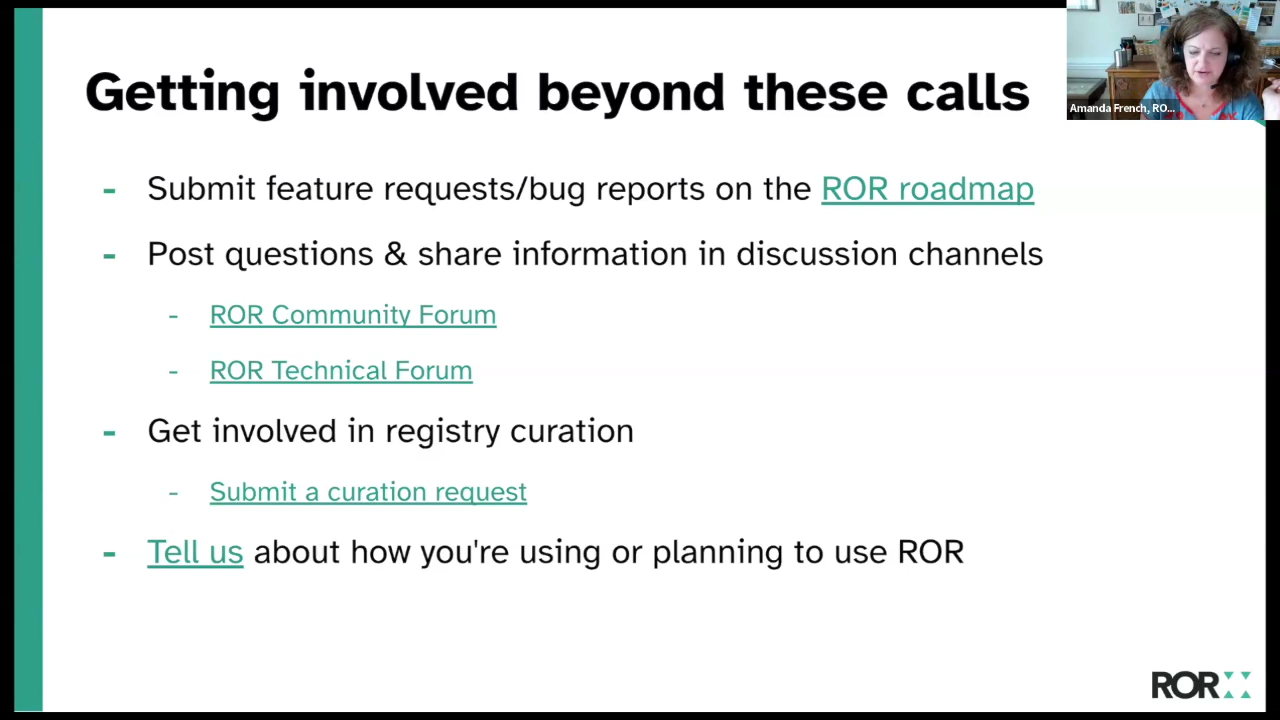 Getting involved beyond these calls
Amanda French, RO...
- Submit feature requests/bug reports on the ROR roadmap
- Post questions & share information in discussion channels
- ROR Community Forum
- ROR Technical Forum
- Get involved in registry curation
- Submit a curation request
- Tell us about how you're using or planning to use ROR
ROR